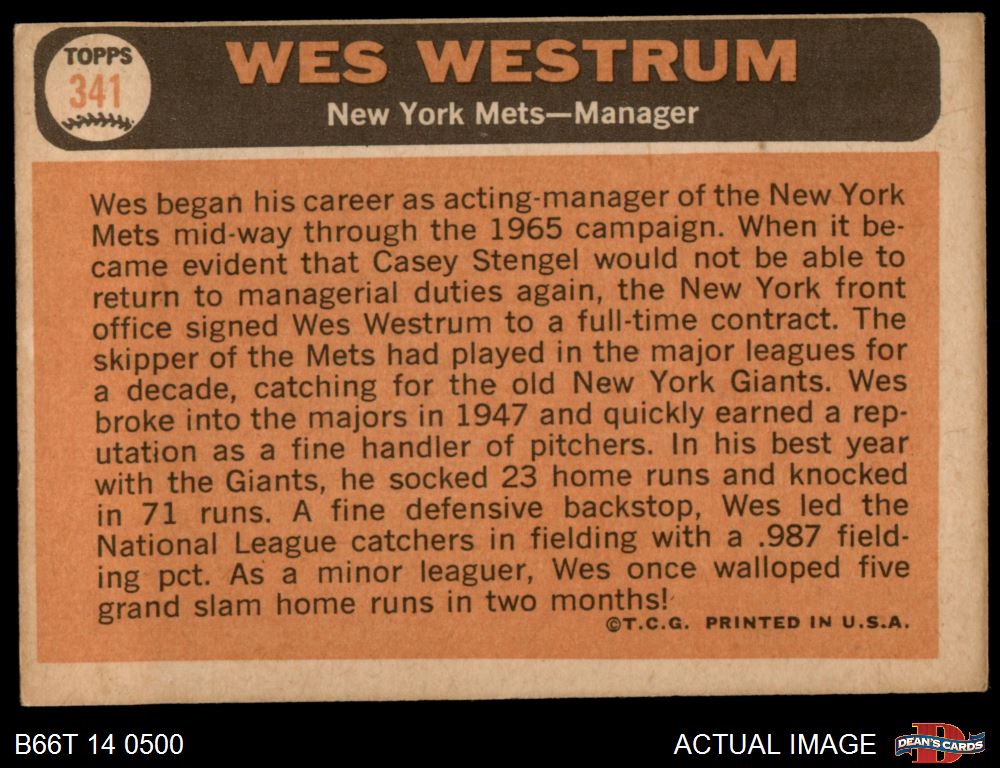 TOPPS
341
WES WESTRUM
New York Mets—Manager
Wes began his career as acting-manager of the New York
Mets mid-way through the 1965 campaign. When it be-
came evident that Casey Stengel would not be able to
return to managerial duties again, the New York front
office signed Wes Westrum to a full-time contract. The
skipper of the Mets had played in the major leagues for
a decade, catching for the old New York Giants. Wes
broke into the majors in 1947 and quickly earned a rep-
utation as a fine handler of pitchers. In his best year
with the Giants, he socked 23 home runs and knocked
in 71 runs. A fine defensive backstop, Wes led the
National League catchers in fielding with a .987 field-
ing pct. As a minor leaguer, Wes once walloped five
grand slam home runs in two months!
©T.C.G. PRINTED IN U.S.A.
B66T 14 0500
ACTUAL IMAGE
D
DEAN'S CARDS